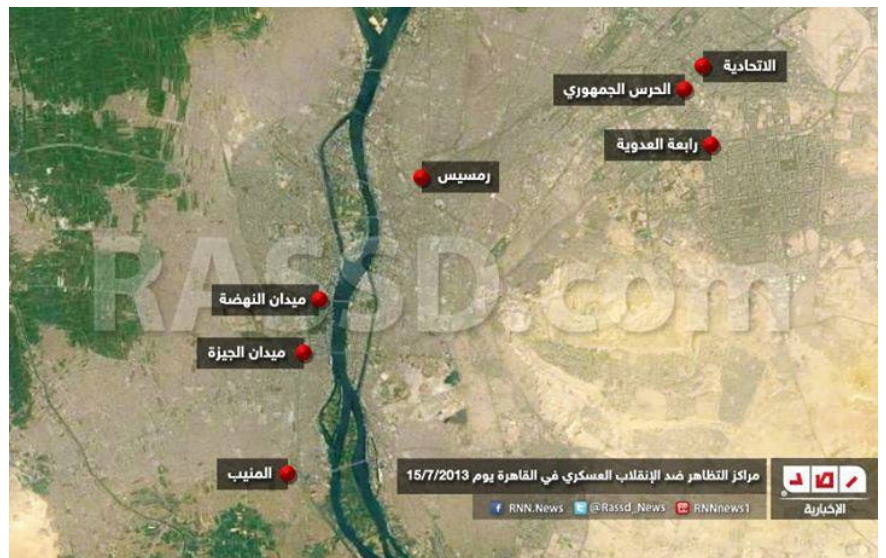 الاتحادية
الحرس الجمهوري
رابعة العدوية
رمسيس
RASSD.com
ميدان النهضة
ميدان الجيزة
المنيب
مراكز التظاهر ضد الإنقلاب العسكري في القاهرة يوم 15/7/2013
RNN.News @Rassd_News RNNnews1
رصد
الإخبارية